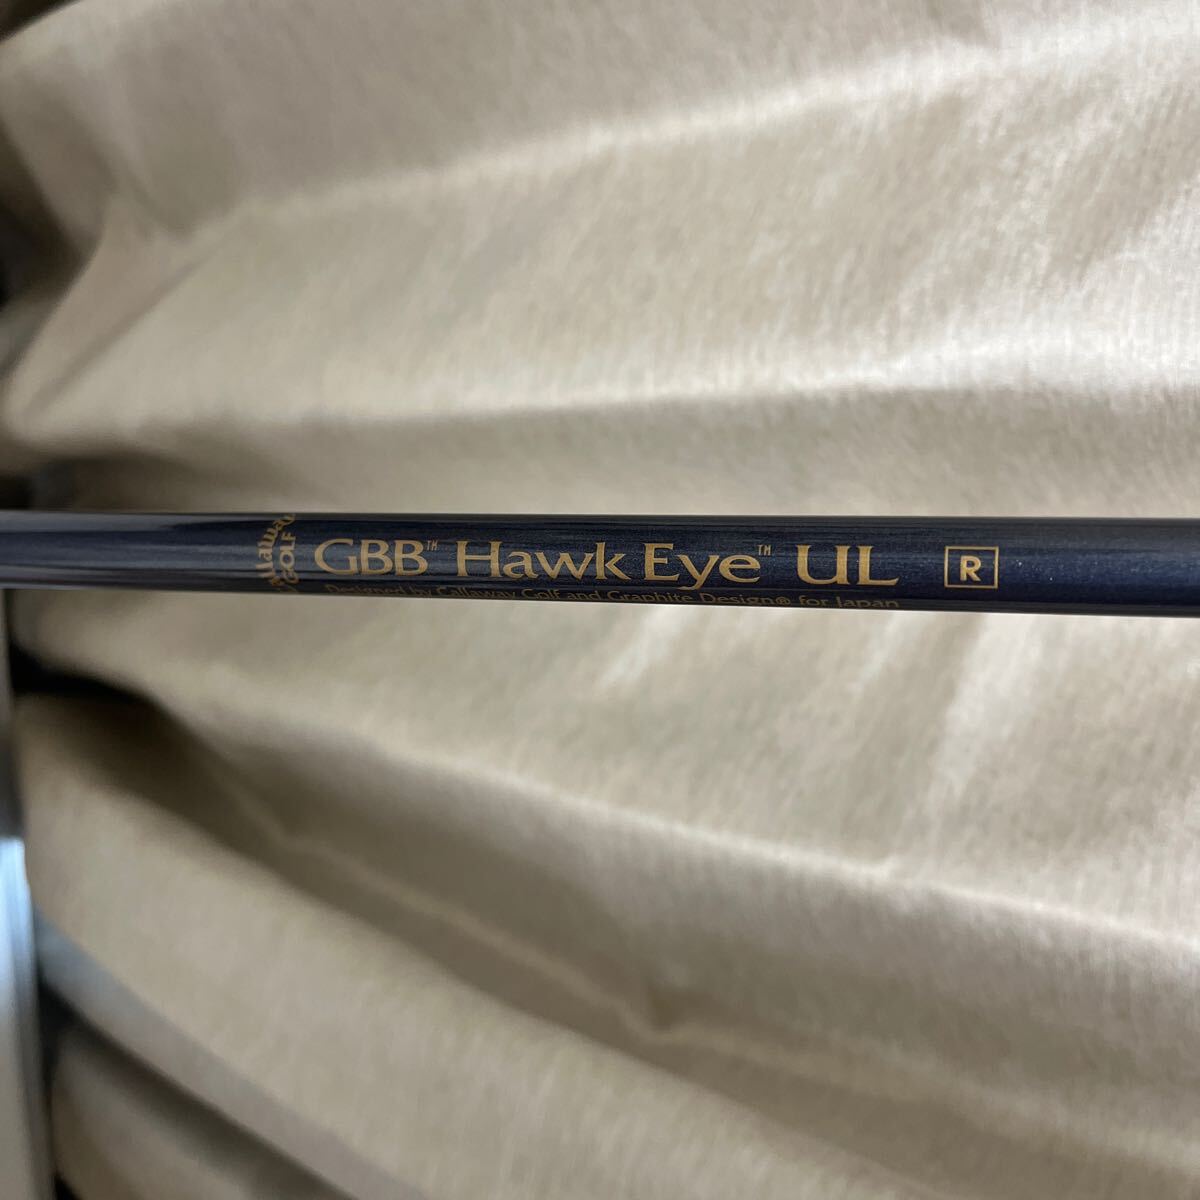 Callaway
GOLF
GBB™ Hawk Eye™ UL R
Designed by Callaway Golf and Graphite Design® for Japan